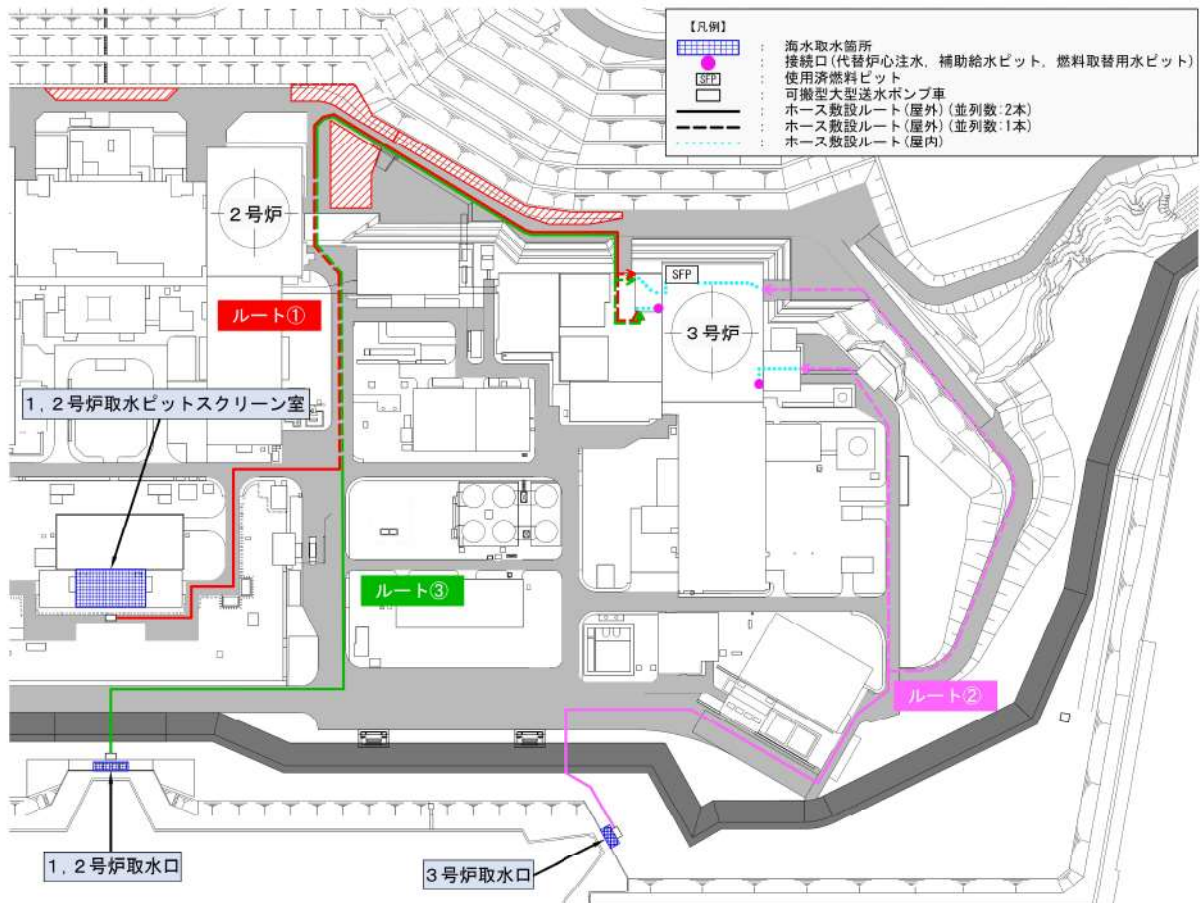 【凡例】
： 海水取水箇所
： 接続口(代替炉心注水, 補助給水ピット, 燃料取替用水ピット)
SFP ： 使用済燃料ピット
： 可搬型大型送水ポンプ車
： ホース敷設ルート(屋外)(並列数:2本)
： ホース敷設ルート(屋外)(並列数:1本)
： ホース敷設ルート(屋内)
2号炉
SFP
ルート①
3号炉
1,2号炉取水ピットスクリーン室
ルート③
ルート②
1,2号炉取水口
3号炉取水口